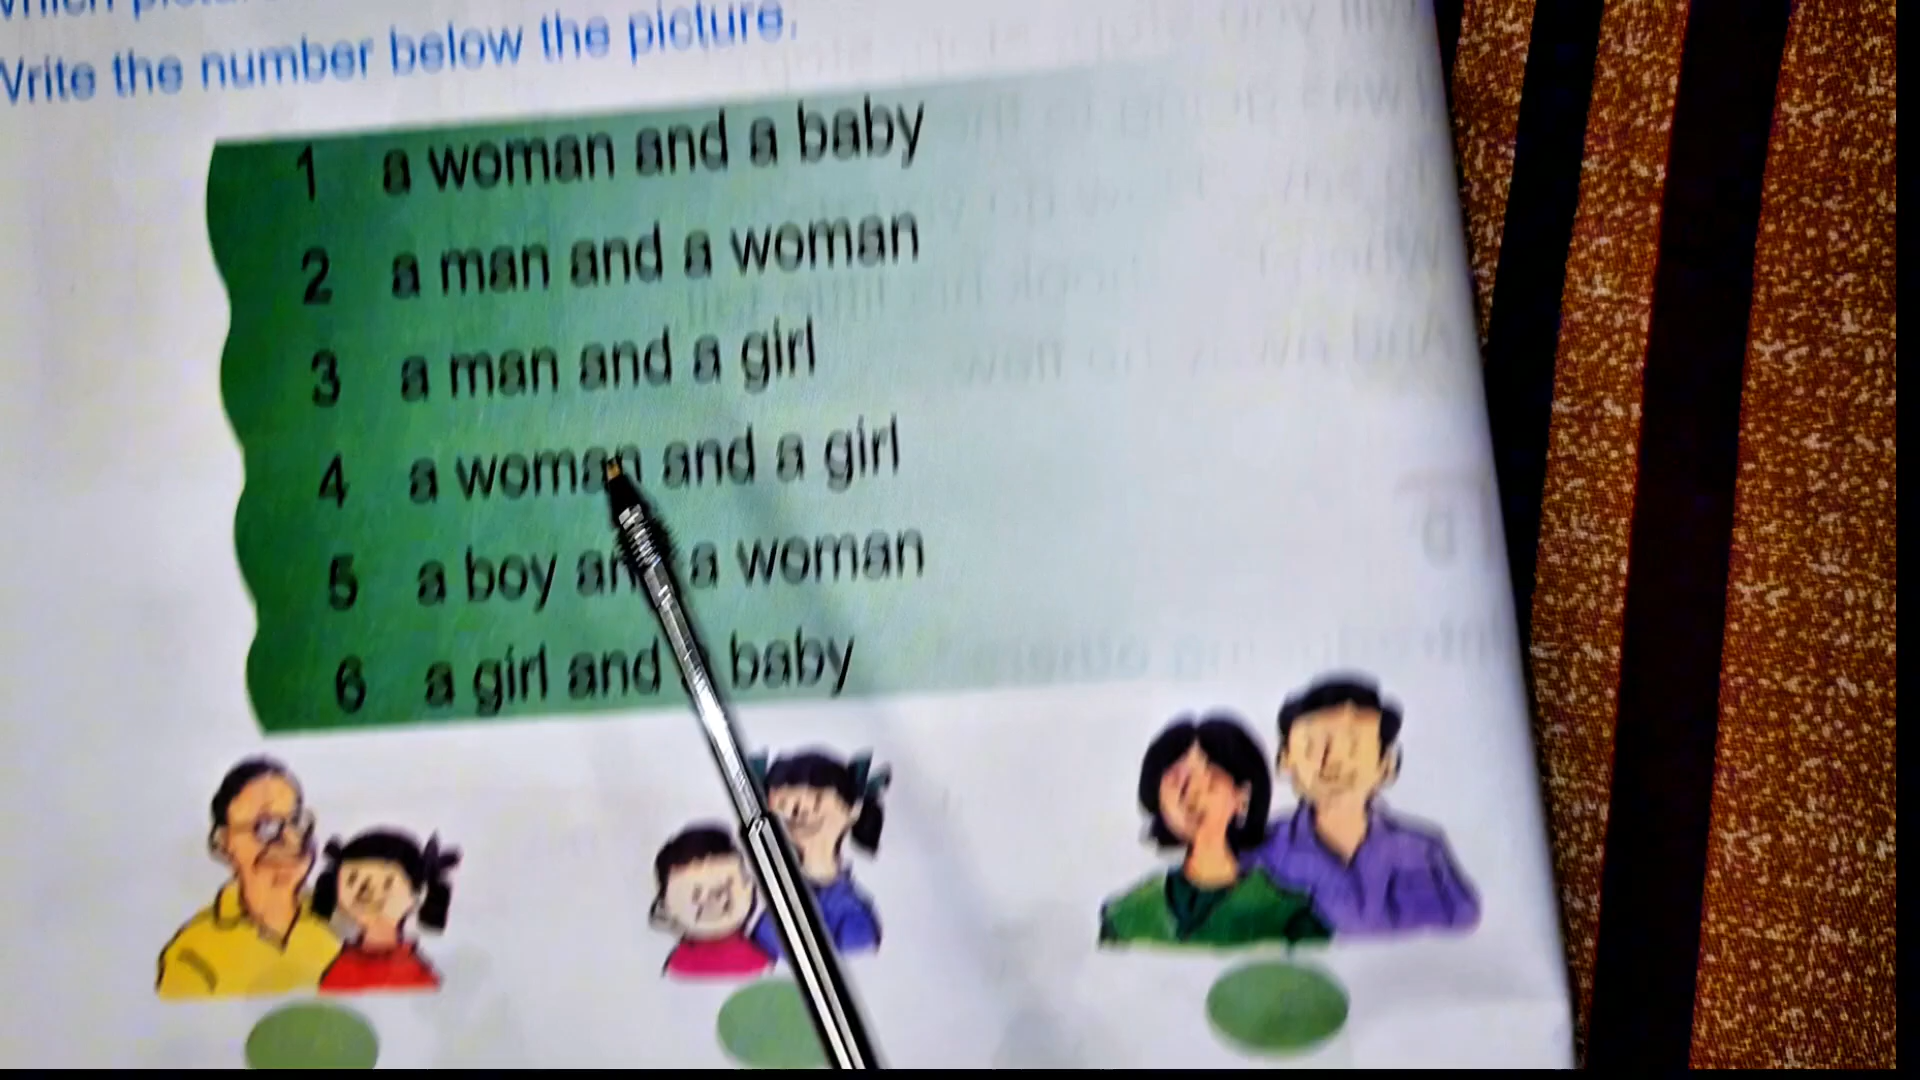 Write the number below the picture.
1 a woman and a baby
2 a man and a woman
3 a man and a girl
4 a woman and a girl
5 a boy a woman
6 a girl and baby